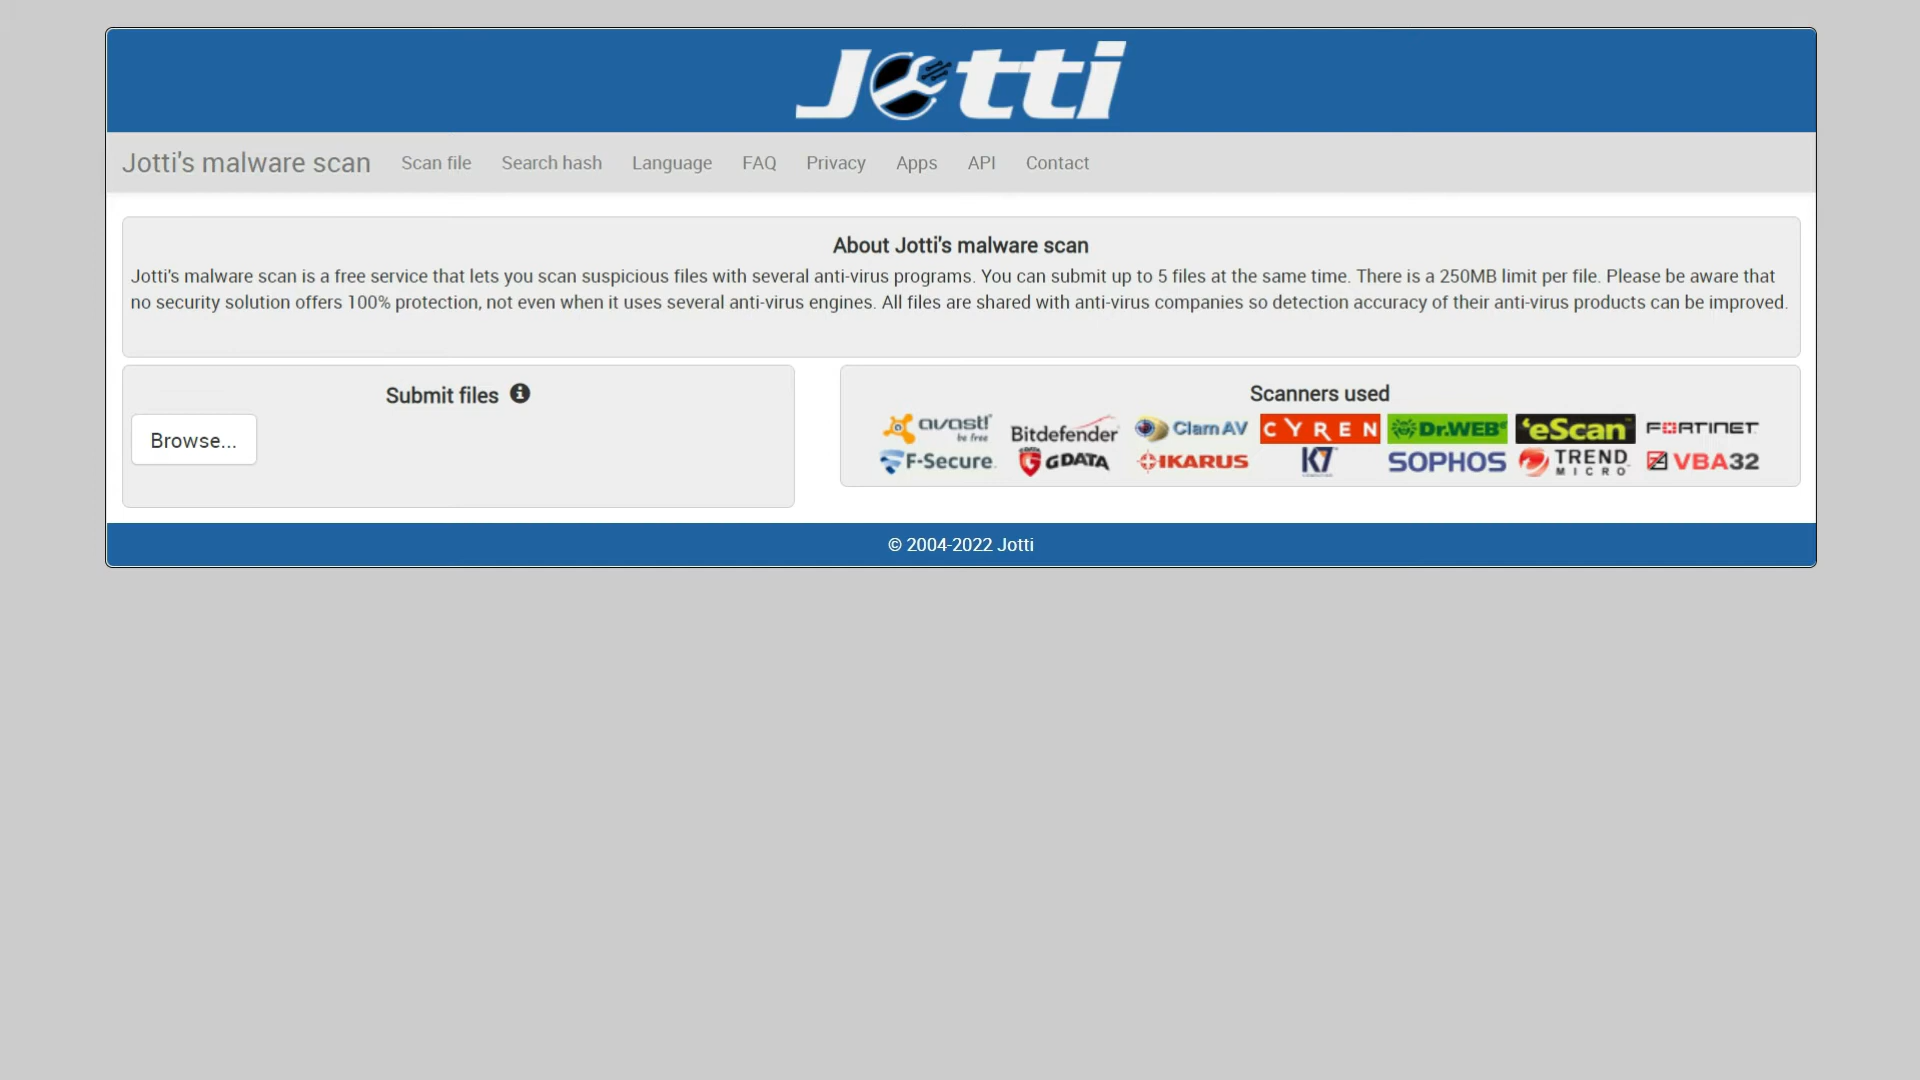 Jotti
Jotti's malware scan Scan file Search hash Language FAQ Privacy Apps API Contact
About Jotti's malware scan
Jotti's malware scan is a free service that lets you scan suspicious files with several anti-virus programs. You can submit up to 5 files at the same time. There is a 250MB limit per file. Please be aware that
no security solution offers 100% protection, not even when it uses several anti-virus engines. All files are shared with anti-virus companies so detection accuracy of their anti-virus products can be improved.
Submit files
Browse...
Scanners used
avast! be free Bitdefender ClamAV CYREN Dr.WEB eScan FORTINET
F-Secure. G DATA IKARUS K7 SOPHOS TREND MICRO VBA32
© 2004-2022 Jotti